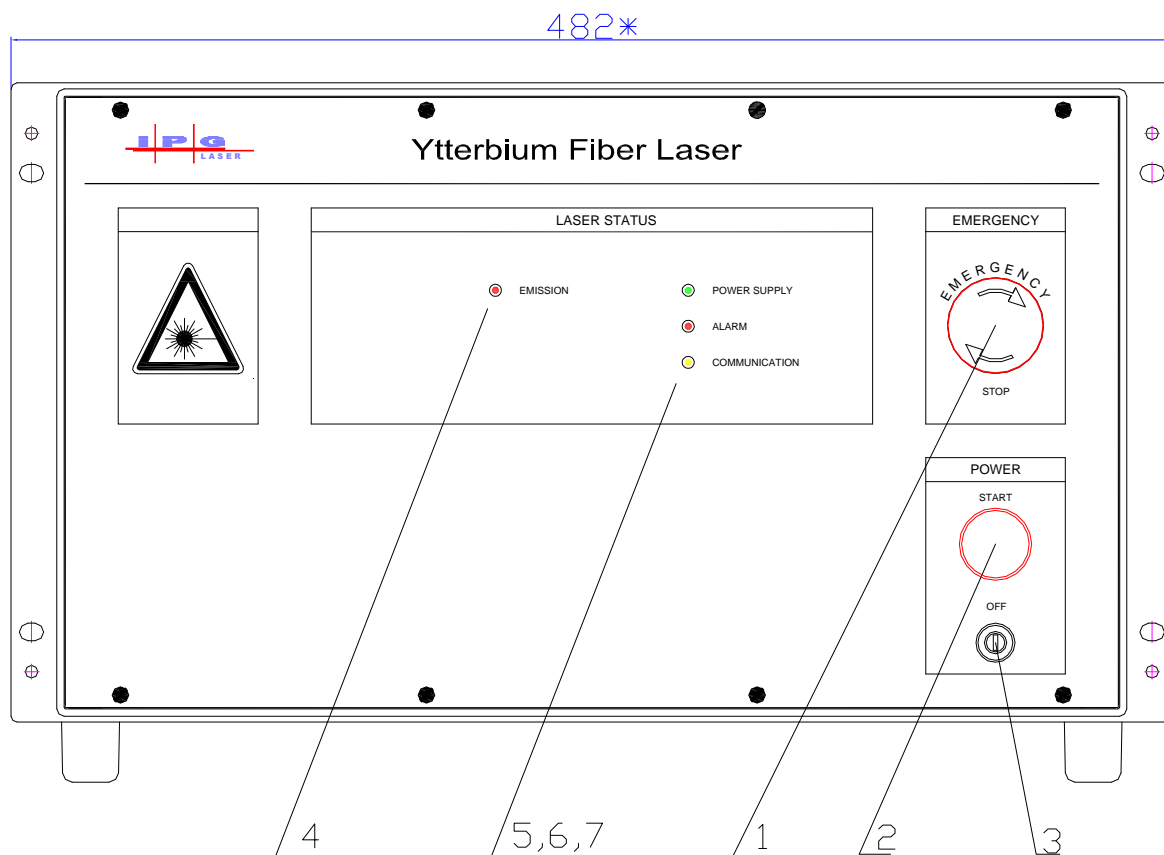 482*
IPG
LASER
Ytterbium Fiber Laser
LASER STATUS
EMERGENCY
EMISSION
POWER SUPPLY
ALARM
COMMUNICATION
EMERGENCY
STOP
POWER
START
OFF
4
5,6,7
1
2
3